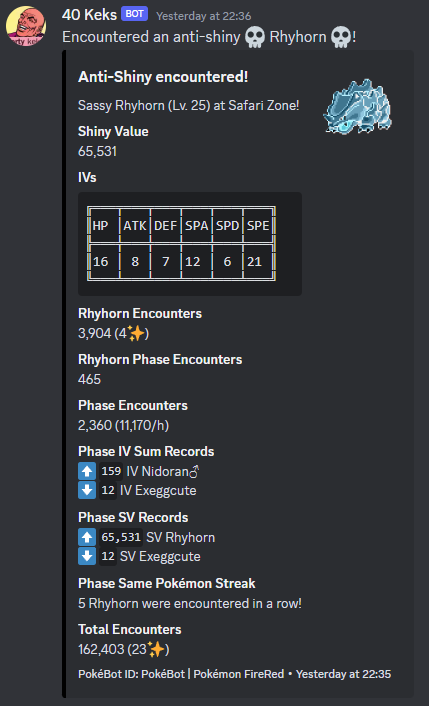 40 Keks BOT Yesterday at 22:36
Encountered an anti-shiny 💀 Rhyhorn 💀!
Anti-Shiny encountered!
Sassy Rhyhorn (Lv. 25) at Safari Zone!
Shiny Value
65,531
IVs
HP ATK DEF SPA SPD SPE
16 8 7 12 6 21
Rhyhorn Encounters
3,904 (4✨)
Rhyhorn Phase Encounters
465
Phase Encounters
2,360 (11,170/h)
Phase IV Sum Records
⬆️ 159 IV Nidoran♂
⬇️ 12 IV Exeggcute
Phase SV Records
⬆️ 65,531 SV Rhyhorn
⬇️ 12 SV Exeggcute
Phase Same Pokémon Streak
5 Rhyhorn were encountered in a row!
Total Encounters
162,403 (23✨)
PokéBot ID: PokéBot | Pokémon FireRed • Yesterday at 22:35